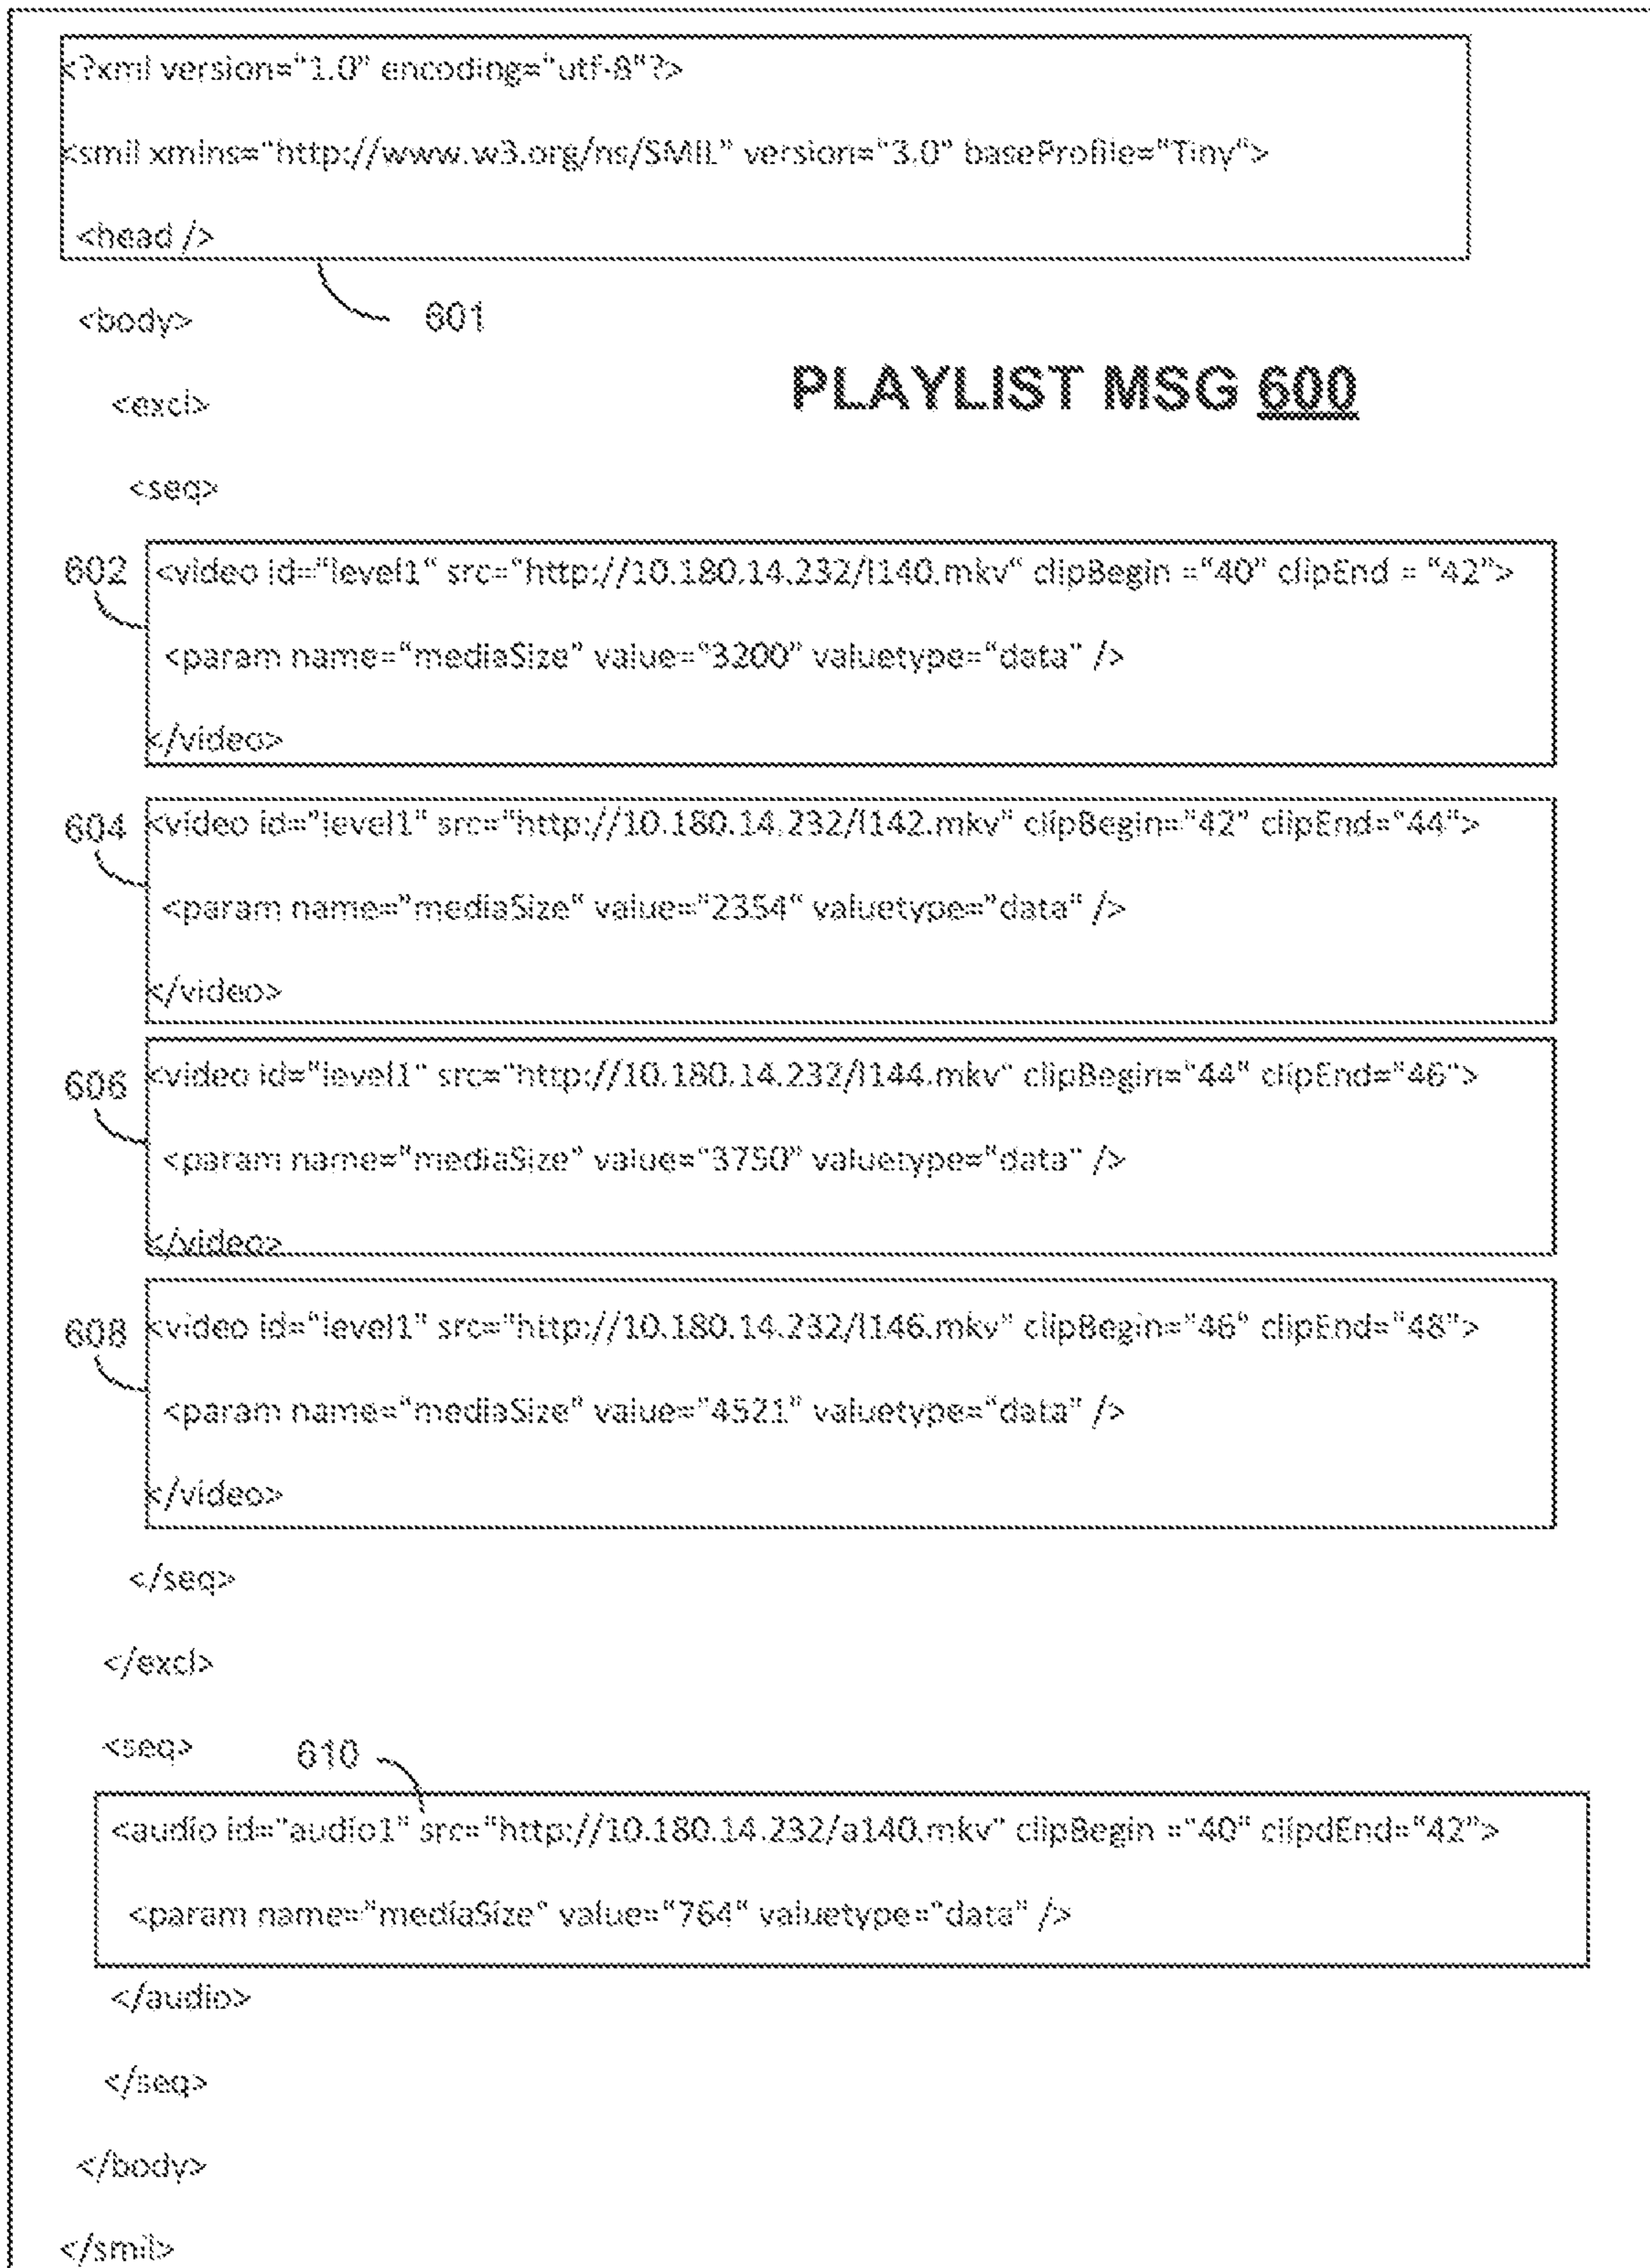 <?xml version="1.0" encoding="utf-8"?>
<smil xmlns="http://www.w3.org/ns/SMIL" version="3.0" baseProfile="Tiny">
<head />
601
<body>
PLAYLIST MSG 600
<excl>
<seq>
602
<video id="level1" src="http://10.180.14.232/l140.mkv" clipBegin ="40" clipEnd = "42">
<param name="mediaSize" value="3200" valuetype="data" />
</video>
604
<video id="level1" src="http://10.180.14.232/l142.mkv" clipBegin="42" clipEnd="44">
<param name="mediaSize" value="2354" valuetype="data" />
</video>
606
<video id="level1" src="http://10.180.14.232/l144.mkv" clipBegin="44" clipEnd="46">
<param name="mediaSize" value="3750" valuetype="data" />
</video>
608
<video id="level1" src="http://10.180.14.232/l146.mkv" clipBegin="46" clipEnd="48">
<param name="mediaSize" value="4521" valuetype="data" />
</video>
</seq>
</excl>
<seq>
610
<audio id="audio1" src="http://10.180.14.232/a140.mkv" clipBegin ="40" clipdEnd="42">
<param name="mediaSize" value="764" valuetype="data" />
</audio>
</seq>
</body>
</smil>